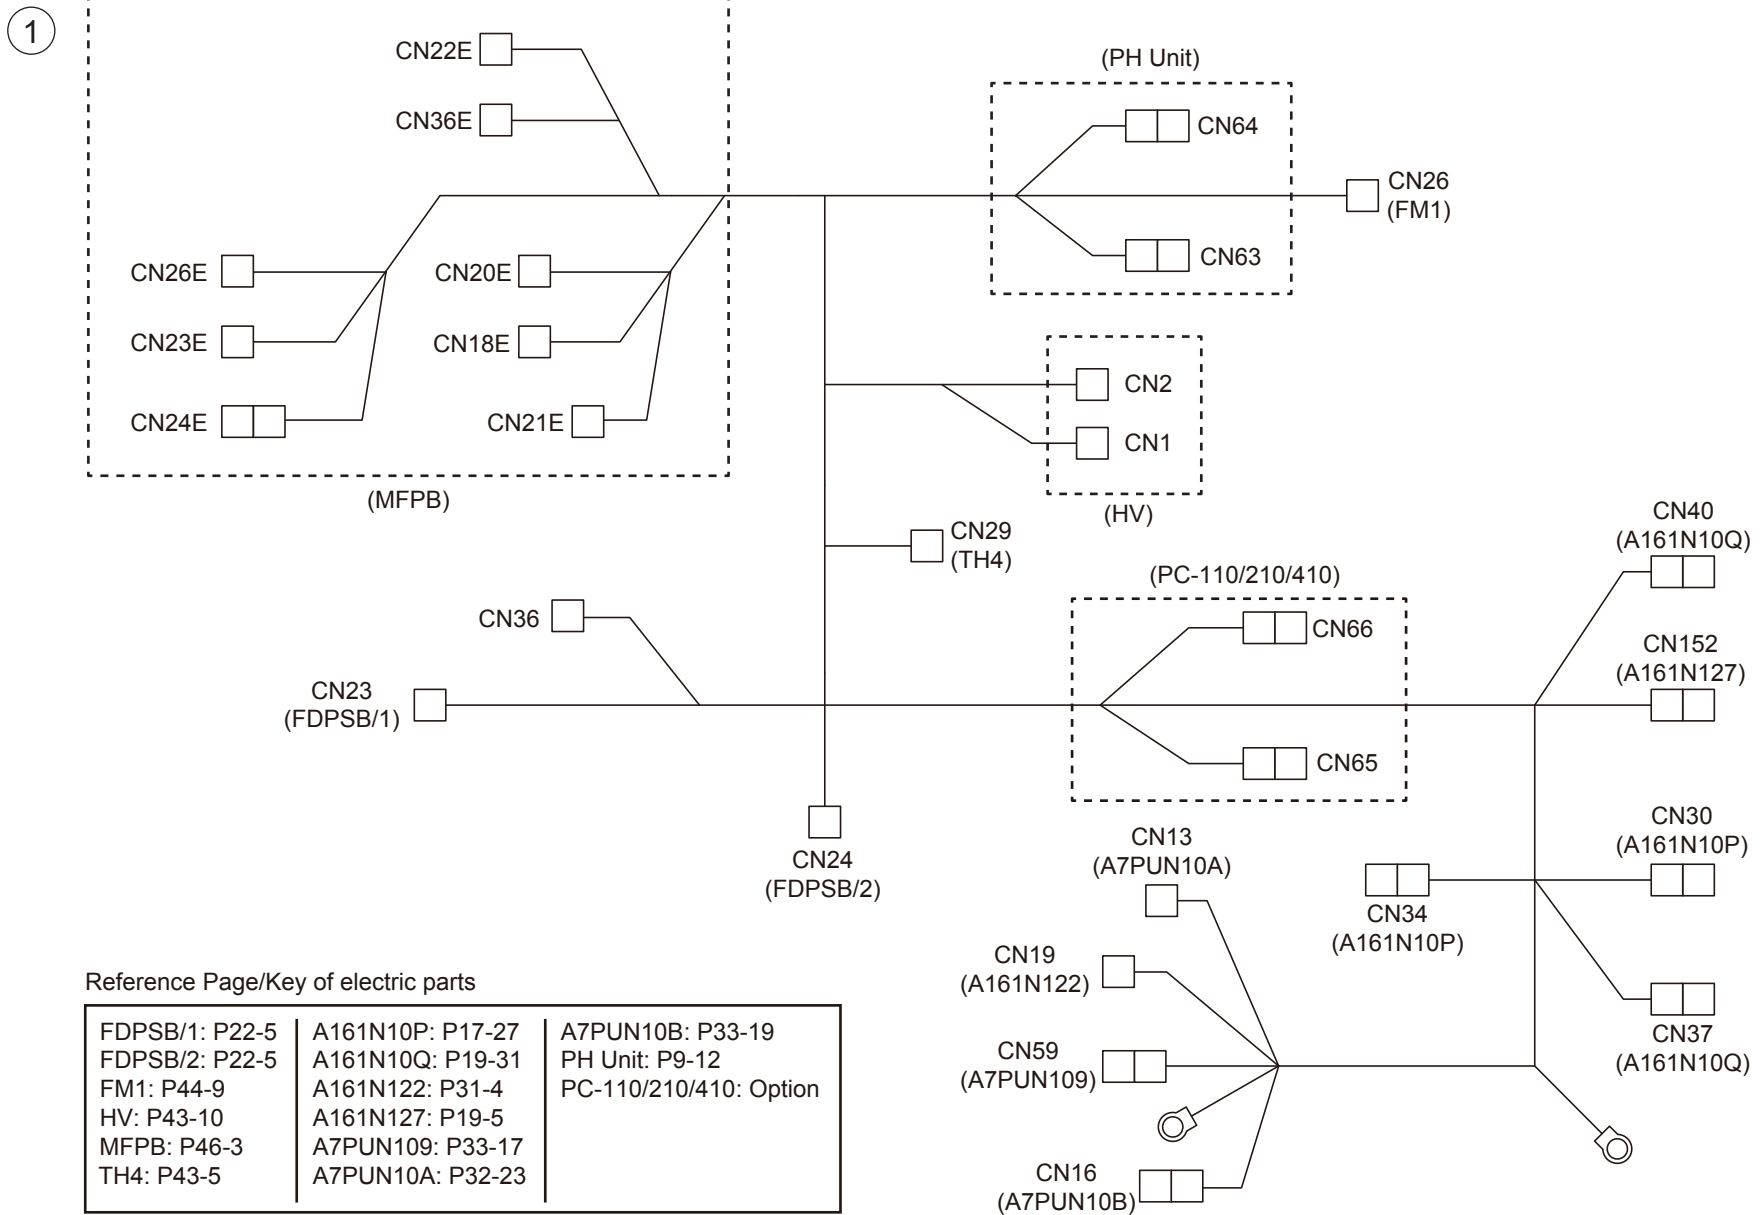 1
CN22E
CN36E
CN26E
CN23E
CN24E
CN20E
CN18E
CN21E
(MFPB)
(PH Unit)
CN64
CN63
CN26
(FM1)
CN2
CN1
(HV)
CN29
(TH4)
CN36
CN23
(FDPSB/1)
CN24
(FDPSB/2)
(PC-110/210/410)
CN66
CN65
CN40
(A161N10Q)
CN152
(A161N127)
CN30
(A161N10P)
CN34
(A161N10P)
CN37
(A161N10Q)
CN13
(A7PUN10A)
CN19
(A161N122)
CN59
(A7PUN109)
CN16
(A7PUN10B)
Reference Page/Key of electric parts
FDPSB/1: P22-5
FDPSB/2: P22-5
FM1: P44-9
HV: P43-10
MFPB: P46-3
TH4: P43-5
A161N10P: P17-27
A161N10Q: P19-31
A161N122: P31-4
A161N127: P19-5
A7PUN109: P33-17
A7PUN10A: P32-23
A7PUN10B: P33-19
PH Unit: P9-12
PC-110/210/410: Option